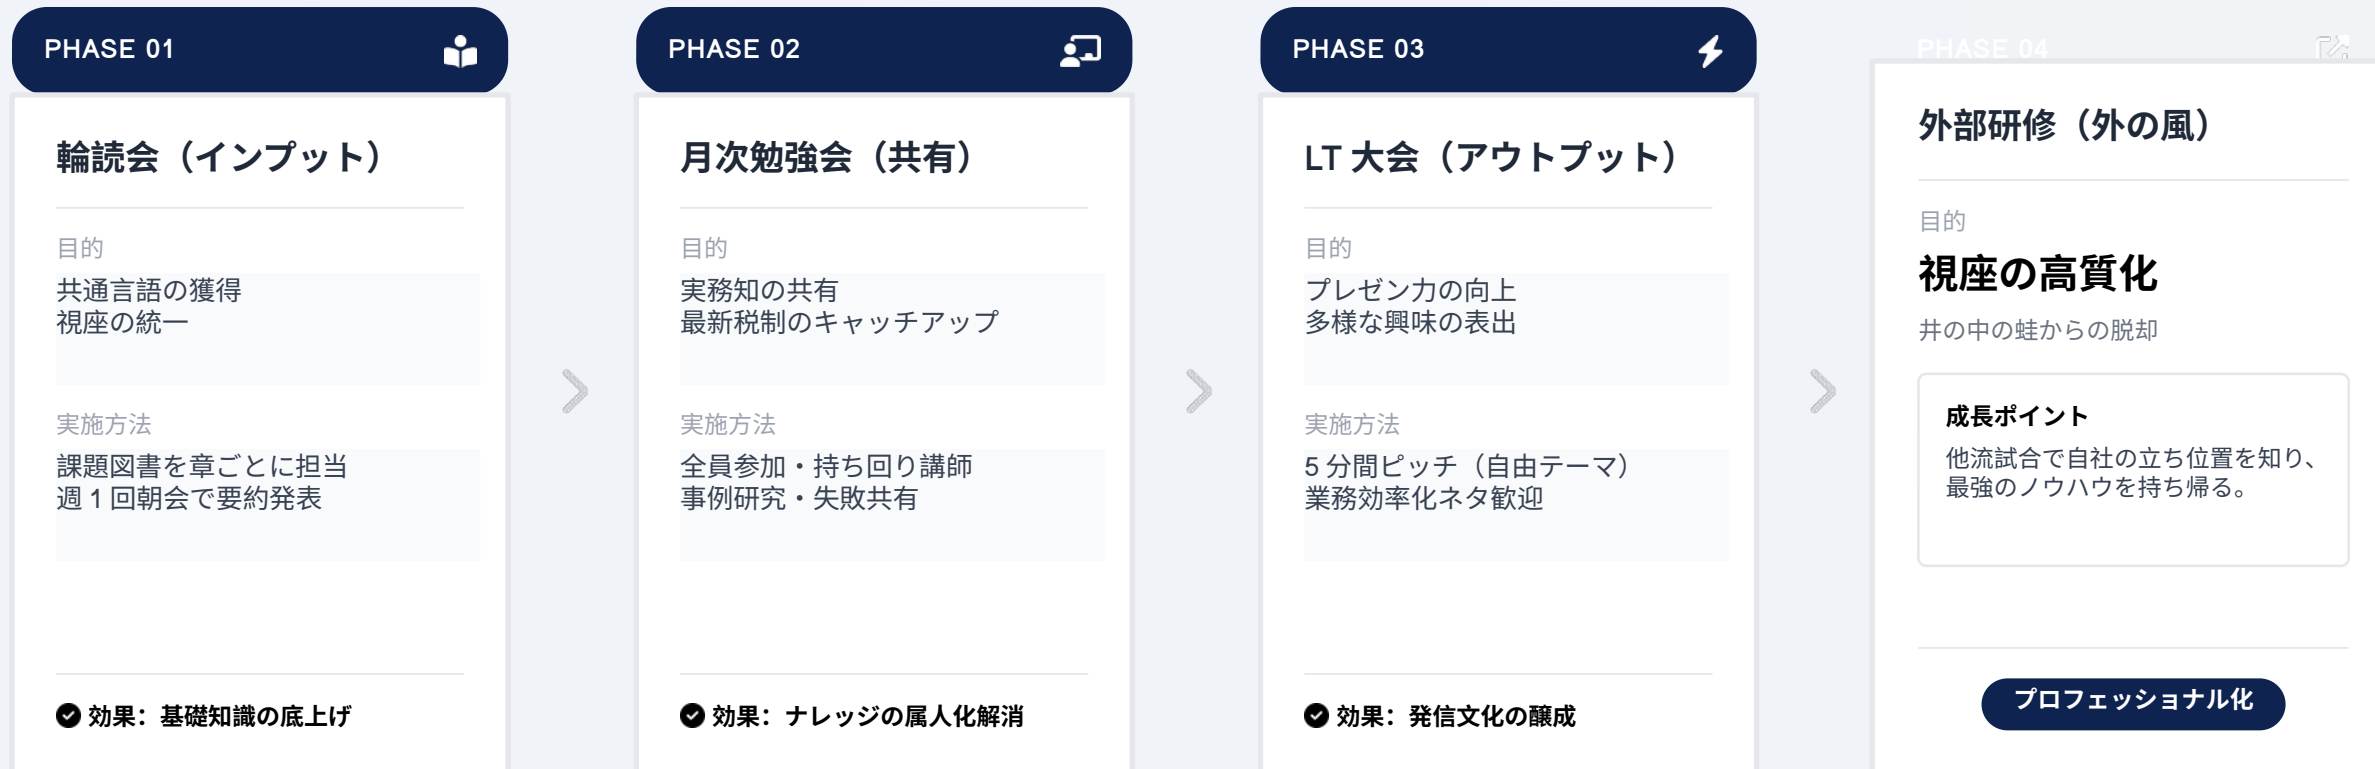 PHASE 01
輪読会（インプット）
目的
共通言語の獲得
視座の統一
実施方法
課題図書を章ごとに担当
週1回朝会で要約発表
効果：基礎知識の底上げ
PHASE 02
月次勉強会（共有）
目的
実務知の共有
最新税制のキャッチアップ
実施方法
全員参加・持ち回り講師
事例研究・失敗共有
効果：ナレッジの属人化解消
PHASE 03
LT 大会（アウトプット）
目的
プレゼン力の向上
多様な興味の表出
実施方法
5分間ピッチ（自由テーマ）
業務効率化ネタ歓迎
効果：発信文化の醸成
PHASE 04
外部研修（外の風）
目的
視座の高質化
井の中の蛙からの脱却
成長ポイント
他流試合で自社の立ち位置を知り、
最強のノウハウを持ち帰る。
プロフェッショナル化